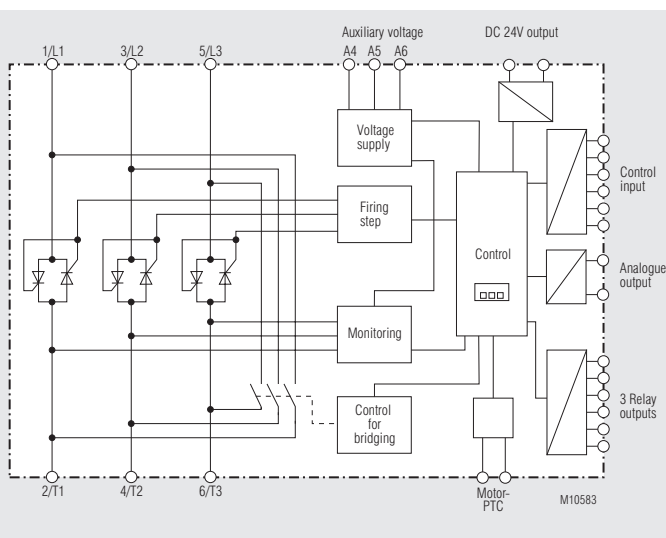 Auxiliary voltage
DC 24V output
1/L1
3/L2
5/L3
A4
A5
A6
Voltage
supply
Control
input
Firing
step
Control
Analogue
output
Monitoring
Control
for
bridging
3 Relay
outputs
2/T1
4/T2
6/T3
Motor-
PTC
M10583